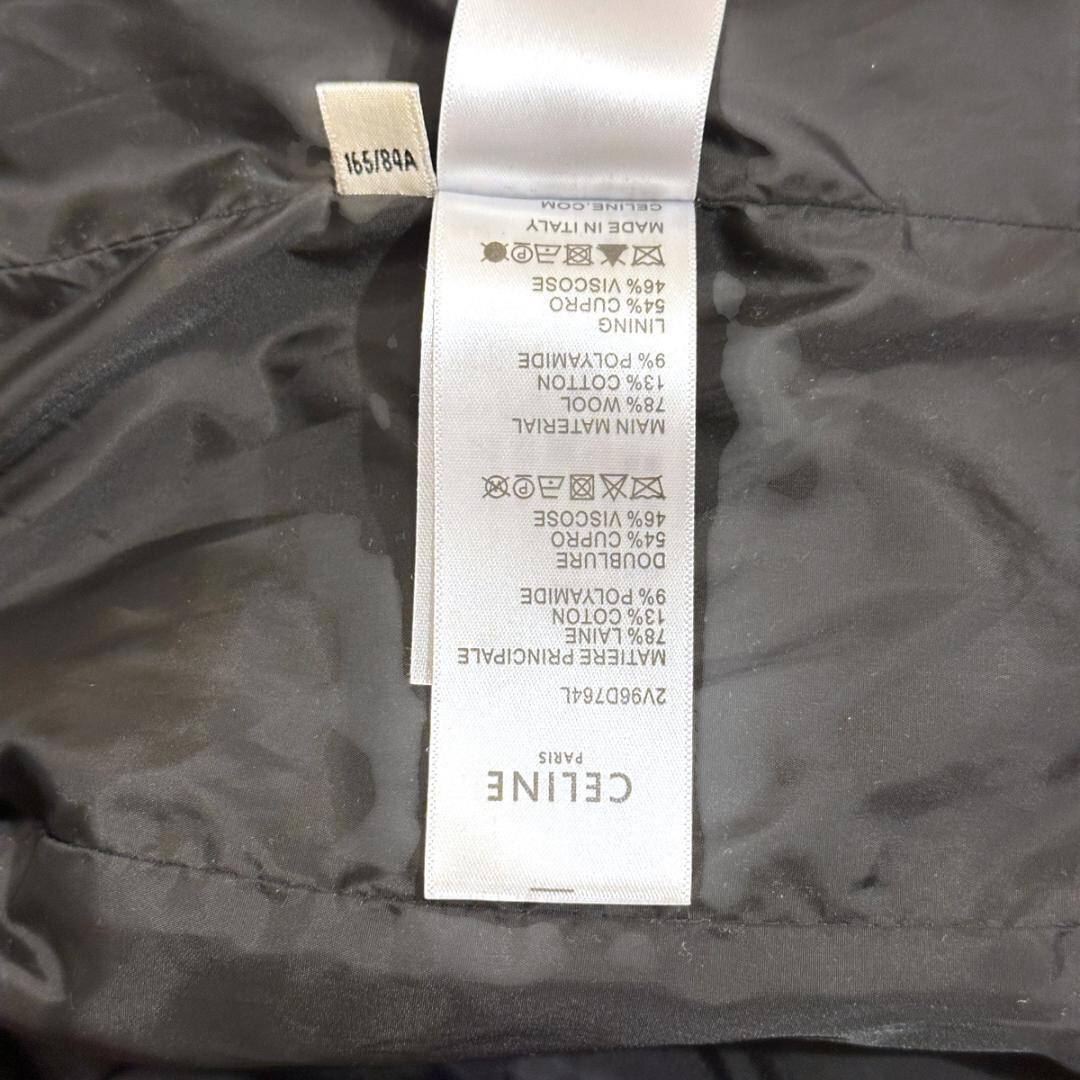 165/84A
CELINE
PARIS
2V96D764L
MATIERE PRINCIPALE
78% LAINE
13% COTON
9% POLYAMIDE
DOUBLURE
54% CUPRO
46% VISCOSE
MAIN MATERIAL
78% WOOL
13% COTTON
9% POLYAMIDE
LINING
54% CUPRO
46% VISCOSE
MADE IN ITALY
CELINE.COM